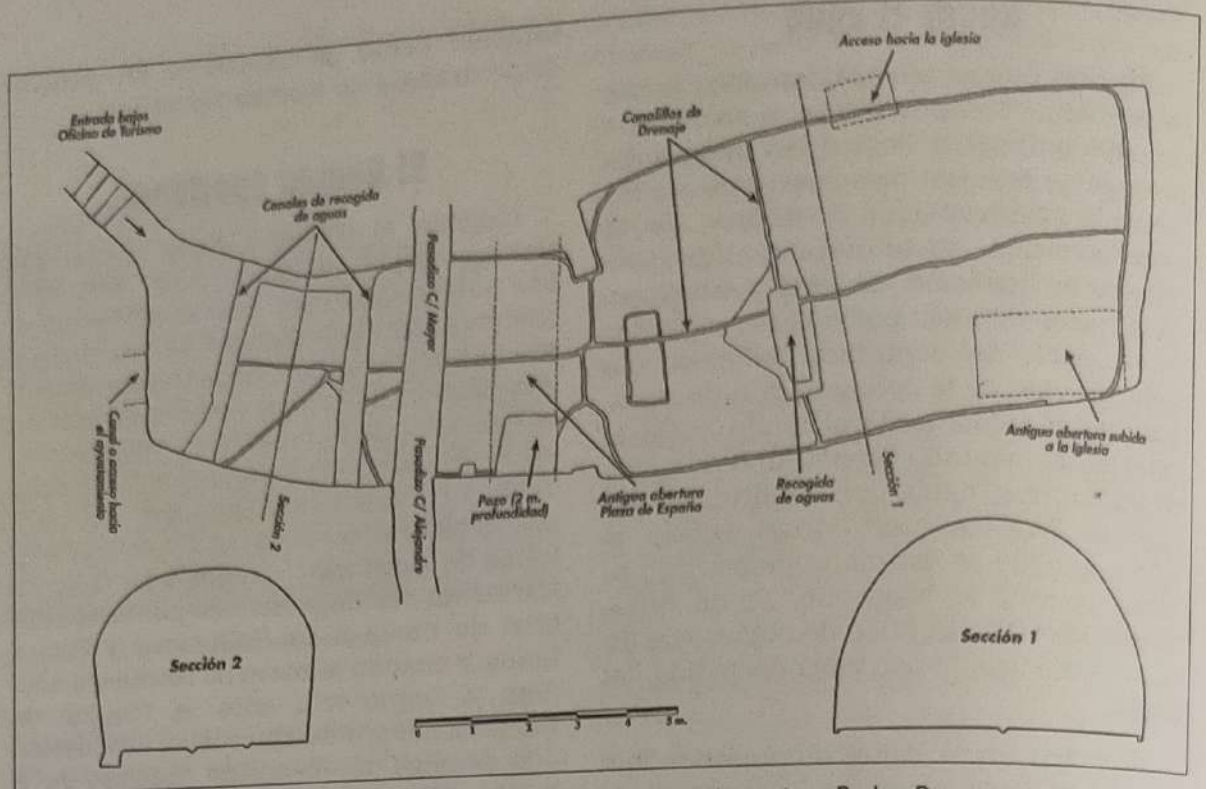 Acceso hacia la iglesia
Entrada bajos
Oficina de Turismo
Canalillos de
Drenaje
Canales de recogida
de aguas
Paradizo C/ Mayor
Canal o acceso hacia
el ayuntamiento
Sección 2
Paradizo C/ Alejandre
Pozo (2 m.
profundidad)
Antigua abertura
Plaza de España
Recogida
de aguas
Sección 1
Antigua abertura subida
a la Iglesia
Sección 2
Sección 1
0 1 2 3 4 5 m.